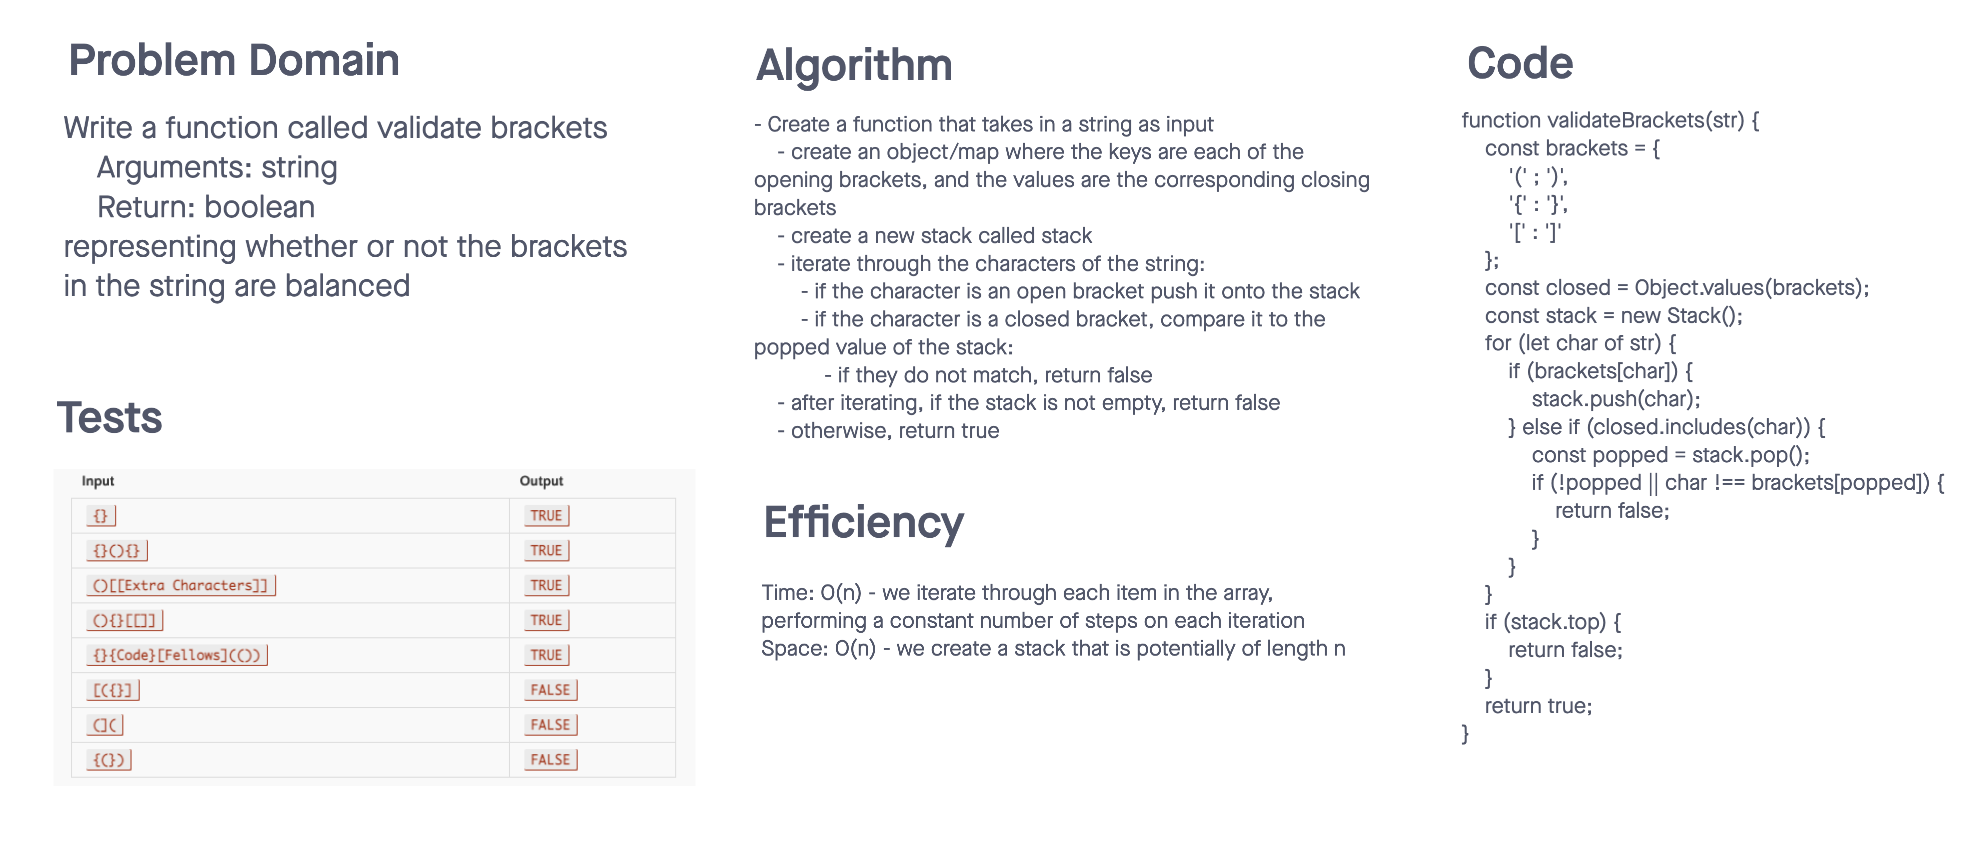 Problem Domain
Write a function called validate brackets
Arguments: string
Return: boolean
representing whether or not the brackets
in the string are balanced
Tests
Input Output
{} TRUE
{}(){} TRUE
()[[Extra Characters]] TRUE
(){}[[]] TRUE
{}{Code}[Fellows](()) TRUE
[({}] FALSE
(]( FALSE
{(}) FALSE
Algorithm
- Create a function that takes in a string as input
- create an object/map where the keys are each of the
opening brackets, and the values are the corresponding closing
brackets
- create a new stack called stack
- iterate through the characters of the string:
- if the character is an open bracket push it onto the stack
- if the character is a closed bracket, compare it to the
popped value of the stack:
- if they do not match, return false
- after iterating, if the stack is not empty, return false
- otherwise, return true
Efficiency
Time: O(n) - we iterate through each item in the array,
performing a constant number of steps on each iteration
Space: O(n) - we create a stack that is potentially of length n
Code
function validateBrackets(str) {
const brackets = {
'(' ; ')',
'{' : '}',
'[' : ']'
};
const closed = Object.values(brackets);
const stack = new Stack();
for (let char of str) {
if (brackets[char]) {
stack.push(char);
} else if (closed.includes(char)) {
const popped = stack.pop();
if (!popped || char !== brackets[popped]) {
return false;
}
}
}
if (stack.top) {
return false;
}
return true;
}